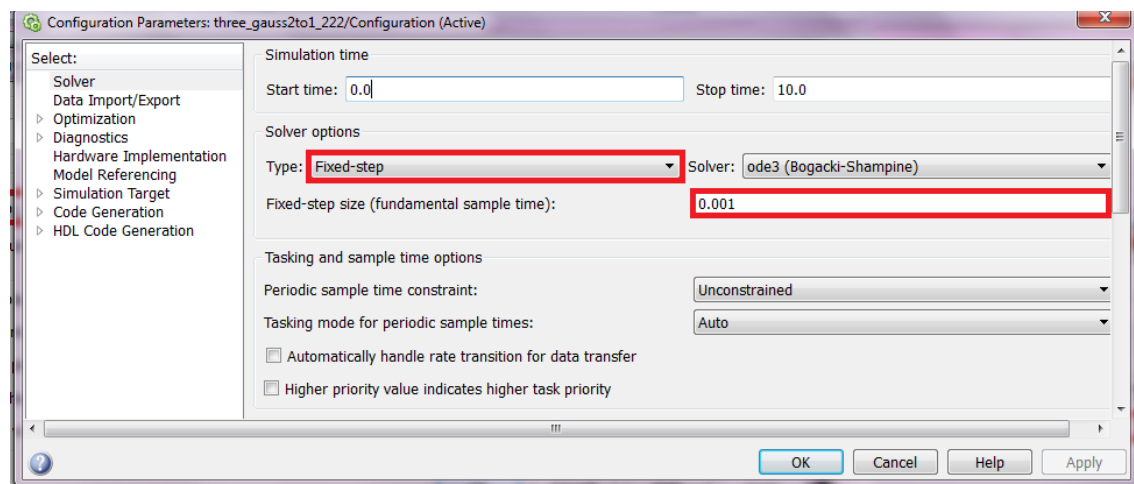 Configuration Parameters: three_gauss2to1_222/Configuration (Active)
Select:
Solver
Data Import/Export
Optimization
Diagnostics
Hardware Implementation
Model Referencing
Simulation Target
Code Generation
HDL Code Generation
Simulation time
Start time: 0.0 Stop time: 10.0
Solver options
Type: Fixed-step Solver: ode3 (Bogacki-Shampine)
Fixed-step size (fundamental sample time): 0.001
Tasking and sample time options
Periodic sample time constraint: Unconstrained
Tasking mode for periodic sample times: Auto
Automatically handle rate transition for data transfer
Higher priority value indicates higher task priority
OK Cancel Help Apply